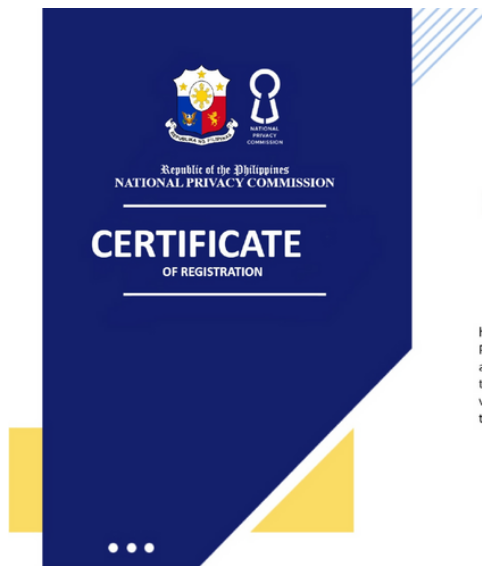 REPUBLIKA NG PILIPINAS
NATIONAL
PRIVACY
COMMISSION
Republic of the Philippines
NATIONAL PRIVACY COMMISSION
CERTIFICATE
OF REGISTRATION